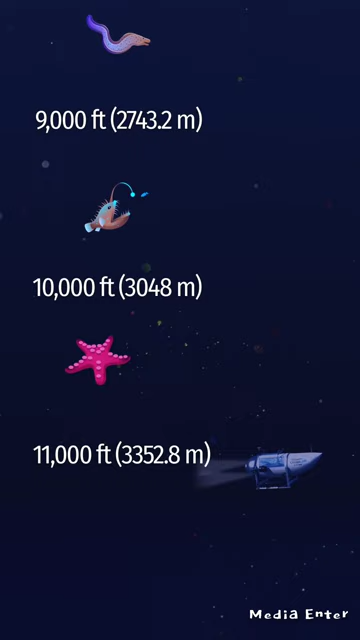 9,000 ft (2743.2 m)
10,000 ft (3048 m)
11,000 ft (3352.8 m)
Media Enter